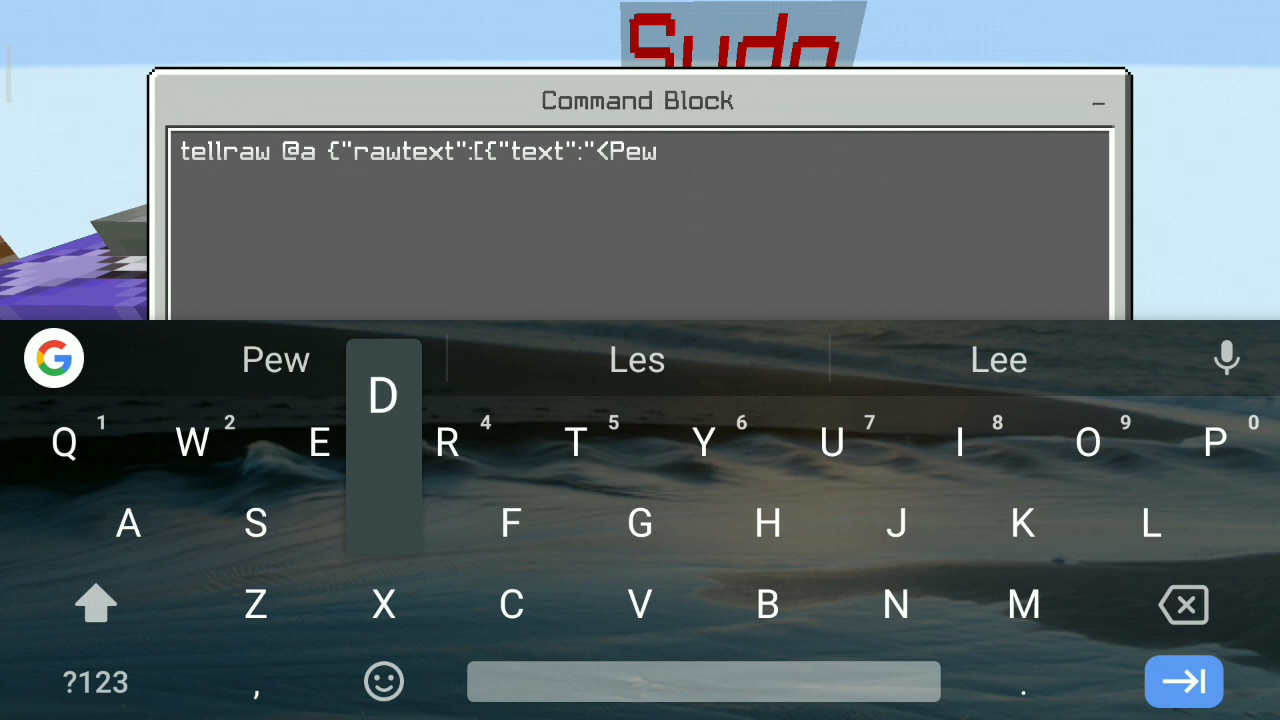 Sudo
Command Block
tellraw @a {"rawtext":[{"text":"<Pew
Pew
Les
Lee
D
Q 1 W 2 E R 4 T 5 Y 6 U 7 I 8 O 9 P 0
A S F G H J K L
Z X C V B N M
?123 , .